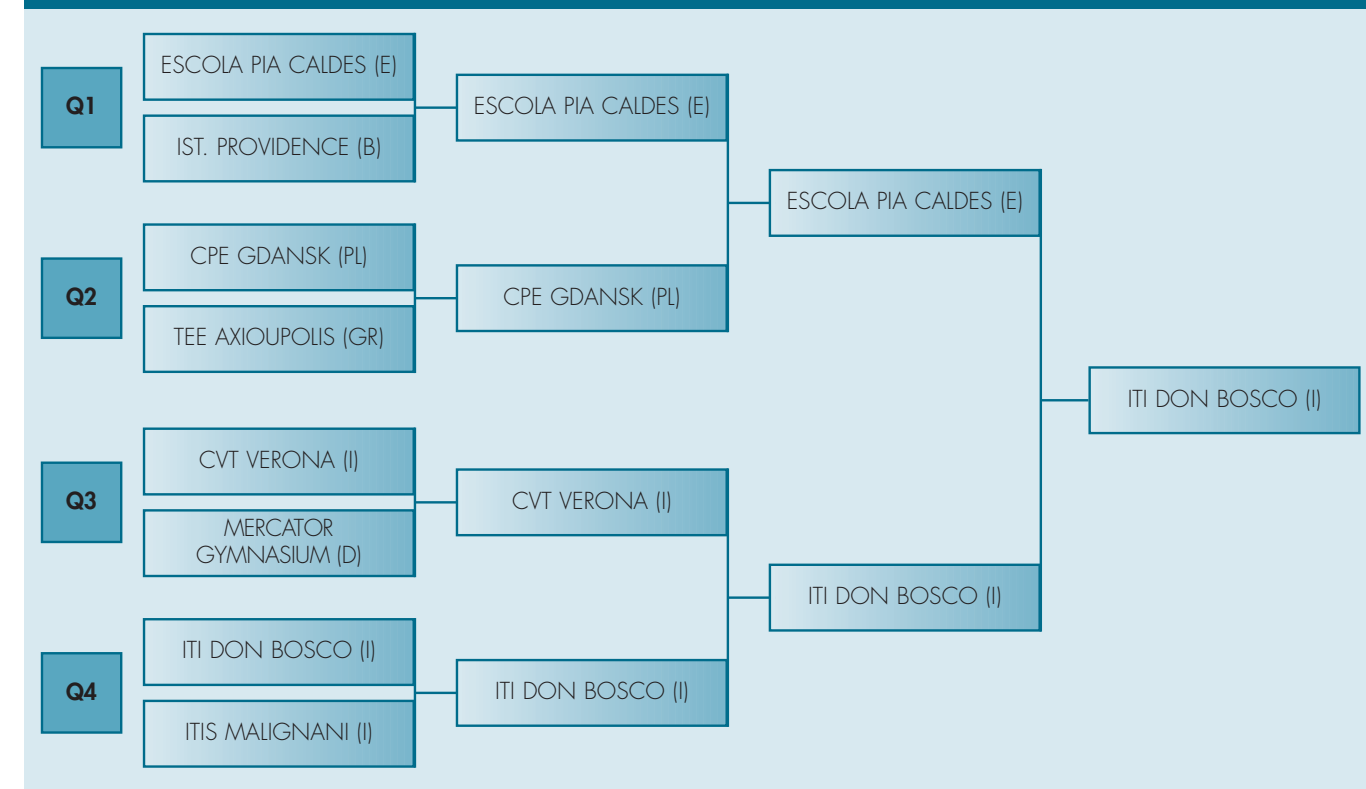 Q1
ESCOLA PIA CALDES (E)
IST. PROVIDENCE (B)
ESCOLA PIA CALDES (E)
Q2
CPE GDANSK (PL)
TEE AXIOUPOLIS (GR)
CPE GDANSK (PL)
ESCOLA PIA CALDES (E)
Q3
CVT VERONA (I)
MERCATOR
GYMNASIUM (D)
CVT VERONA (I)
Q4
ITI DON BOSCO (I)
ITIS MALIGNANI (I)
ITI DON BOSCO (I)
ITI DON BOSCO (I)
ITI DON BOSCO (I)